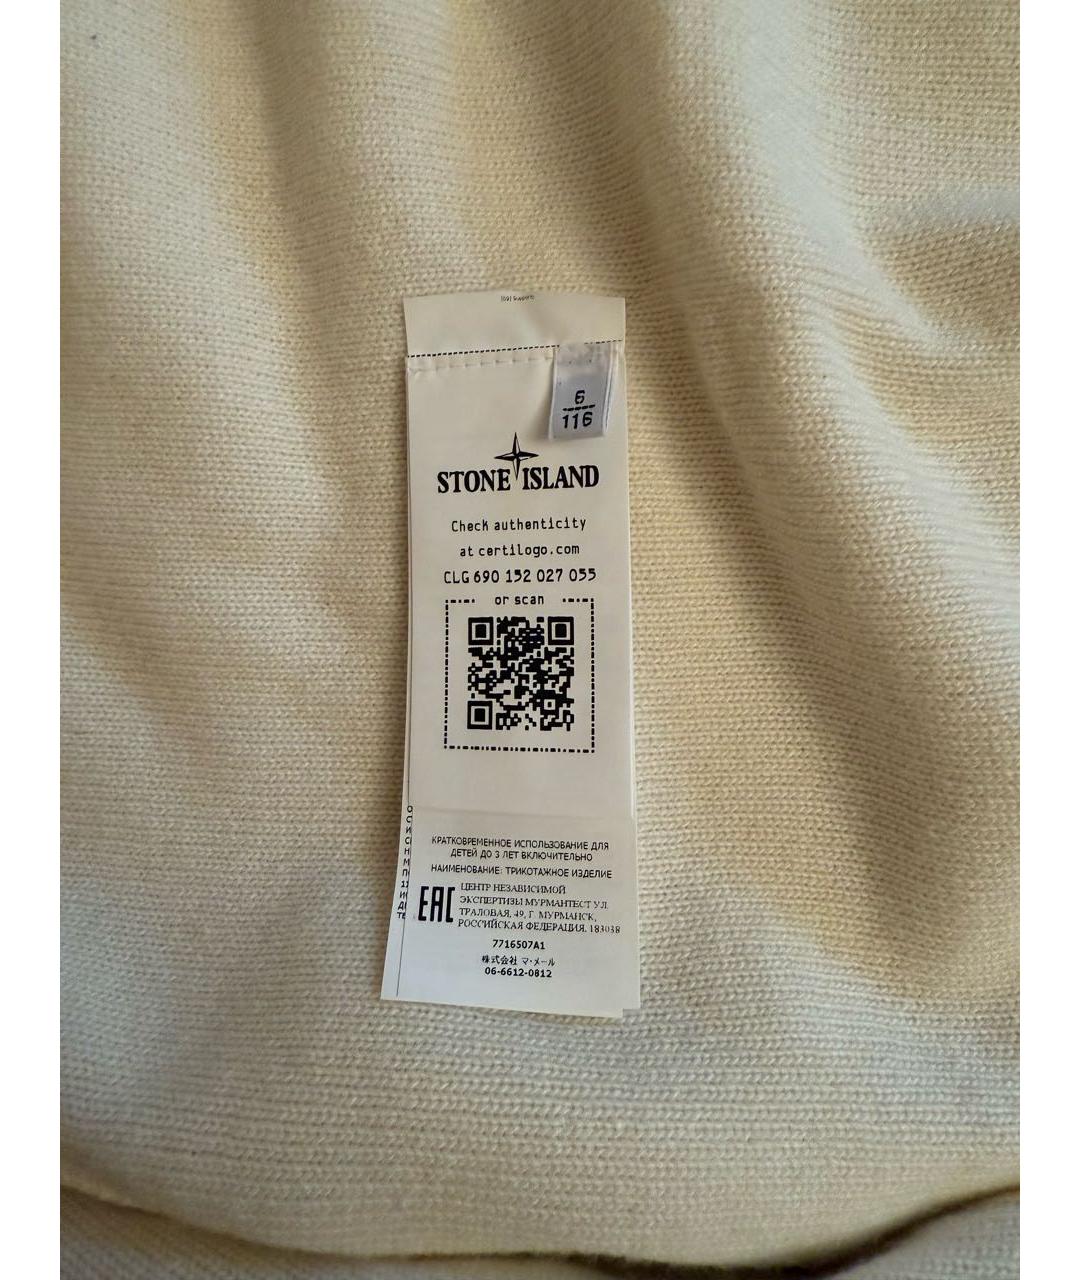 6
116
STONE ISLAND
Check authenticity
at certilogo.com
CLG 690 152 027 055
or scan
КРАТКОВРЕМЕННОЕ ИСПОЛЬЗОВАНИЕ ДЛЯ
ДЕТЕЙ ДО 3 ЛЕТ ВКЛЮЧИТЕЛЬНО
НАИМЕНОВАНИЕ: ТРИКОТАЖНОЕ ИЗДЕЛИЕ
EAC
ЦЕНТР НЕЗАВИСИМОЙ
ЭКСПЕРТИЗЫ МУРМАНТЕСТ УЛ.
ТРАЛОВАЯ, 49, Г. МУРМАНСК,
РОССИЙСКАЯ ФЕДЕРАЦИЯ, 183038
7716507A1
株式会社 マ・メール
06-6612-0812